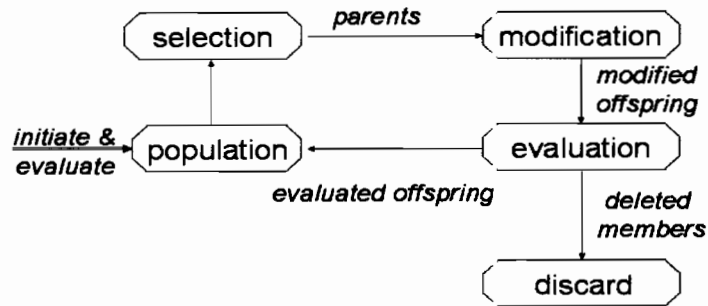 parents
selection
modification
modified
offspring
initiate &
evaluate
population
evaluation
evaluated offspring
deleted
members
discard